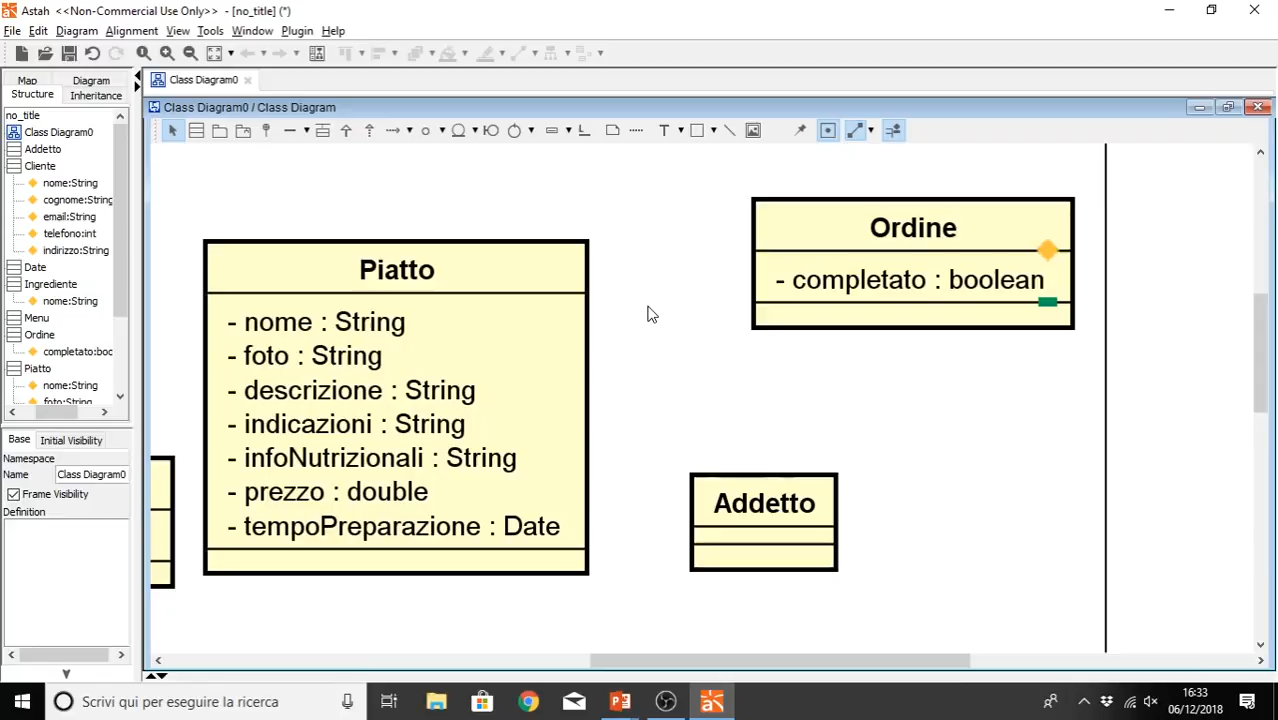 Astah <<Non-Commercial Use Only>> - [no_title] (*)
File Edit Diagram Alignment View Tools Window Plugin Help
Map Diagram
Structure Inheritance
no_title
Class Diagram0
Addetto
Cliente
nome:String
cognome:String
email:String
telefono:int
indirizzo:String
Date
Ingrediente
nome:String
Menu
Ordine
completato:boo
Piatto
nome:String
foto:String
Base Initial Visibility
Namespace
Name Class Diagram0
Frame Visibility
Definition
Class Diagram0
Class Diagram0 / Class Diagram
T
Piatto
- nome : String
- foto : String
- descrizione : String
- indicazioni : String
- infoNutrizionali : String
- prezzo : double
- tempoPreparazione : Date
Ordine
- completato : boolean
Addetto
Scrivi qui per eseguire la ricerca
16:33
06/12/2018